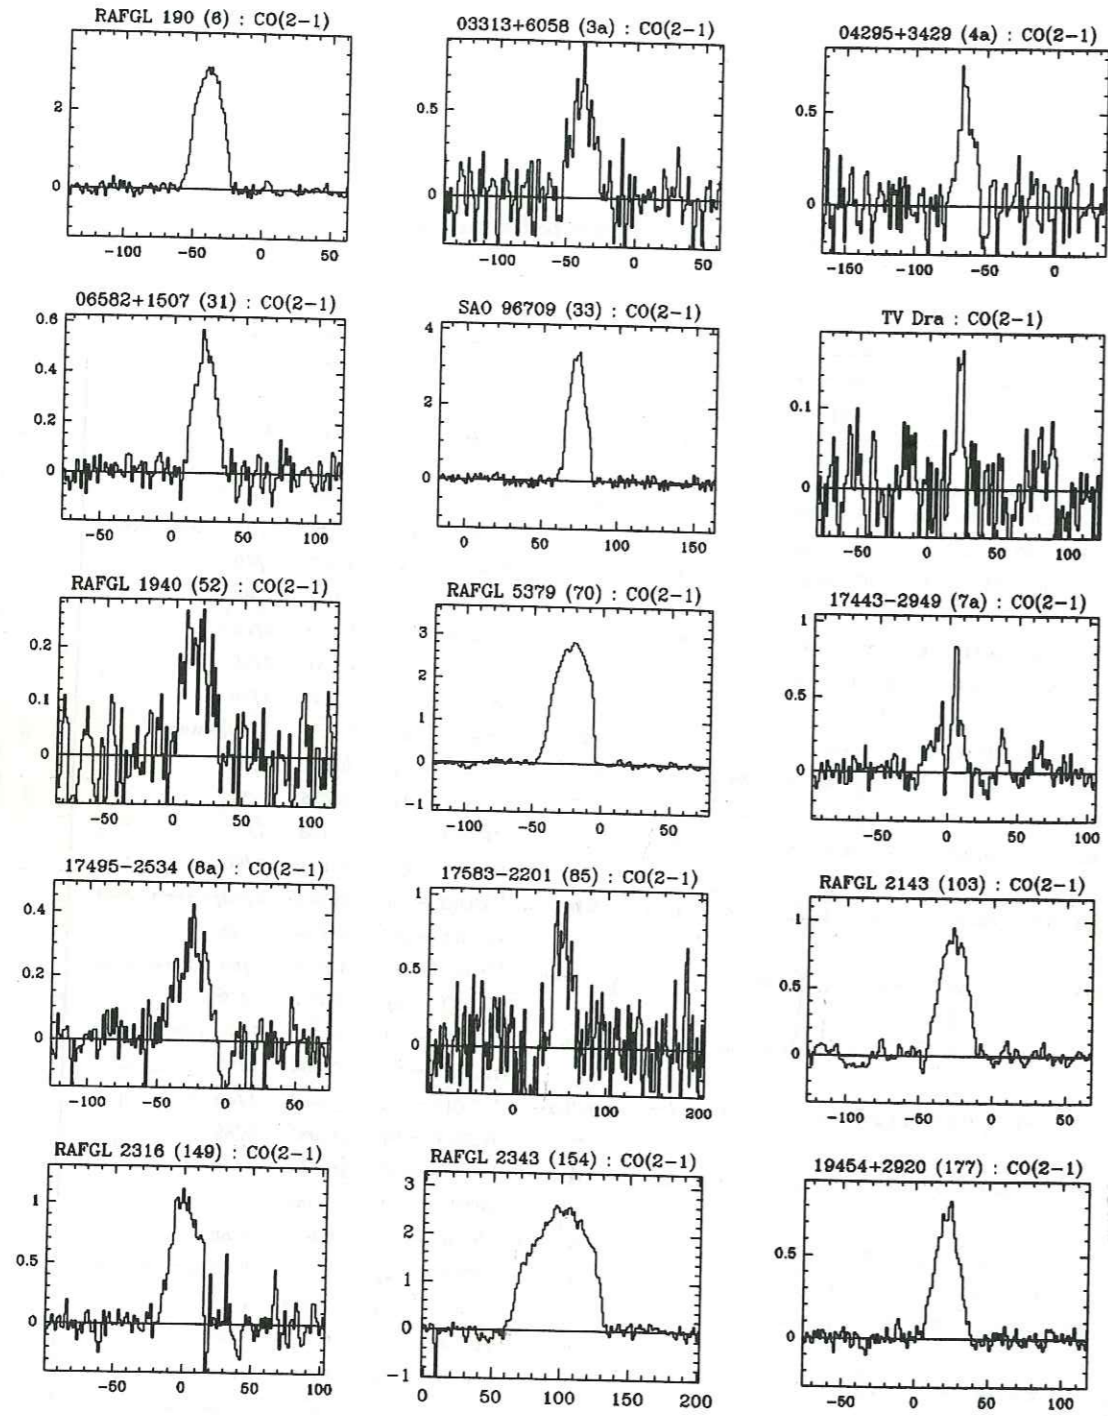 RAFGL 190 (6) : CO(2-1)
2
0
-100 -50 0 50
03313+6058 (3a) : CO(2-1)
0.5
0
-100 -50 0 50
04295+3429 (4a) : CO(2-1)
0.5
0
-150 -100 -50 0
06582+1507 (31) : CO(2-1)
0.6
0.4
0.2
0
-50 0 50 100
SAO 96709 (33) : CO(2-1)
4
2
0
0 50 100 150
TV Dra : CO(2-1)
0.1
0
-50 0 50 100
RAFGL 1940 (52) : CO(2-1)
0.2
0.1
0
-50 0 50 100
RAFGL 5379 (70) : CO(2-1)
3
2
1
0
-1
-100 -50 0 50
17443-2949 (7a) : CO(2-1)
1
0.5
0
-50 0 50 100
17495-2534 (8a) : CO(2-1)
0.4
0.2
0
-100 -50 0 50
17583-2201 (85) : CO(2-1)
1
0.5
0
0 100 200
RAFGL 2143 (103) : CO(2-1)
1
0.5
0
-100 -50 0 50
RAFGL 2316 (149) : CO(2-1)
1
0.5
0
-50 0 50 100
RAFGL 2343 (154) : CO(2-1)
3
2
1
0
-1
0 50 100 150 200
19454+2920 (177) : CO(2-1)
0.5
0
-50 0 50 100